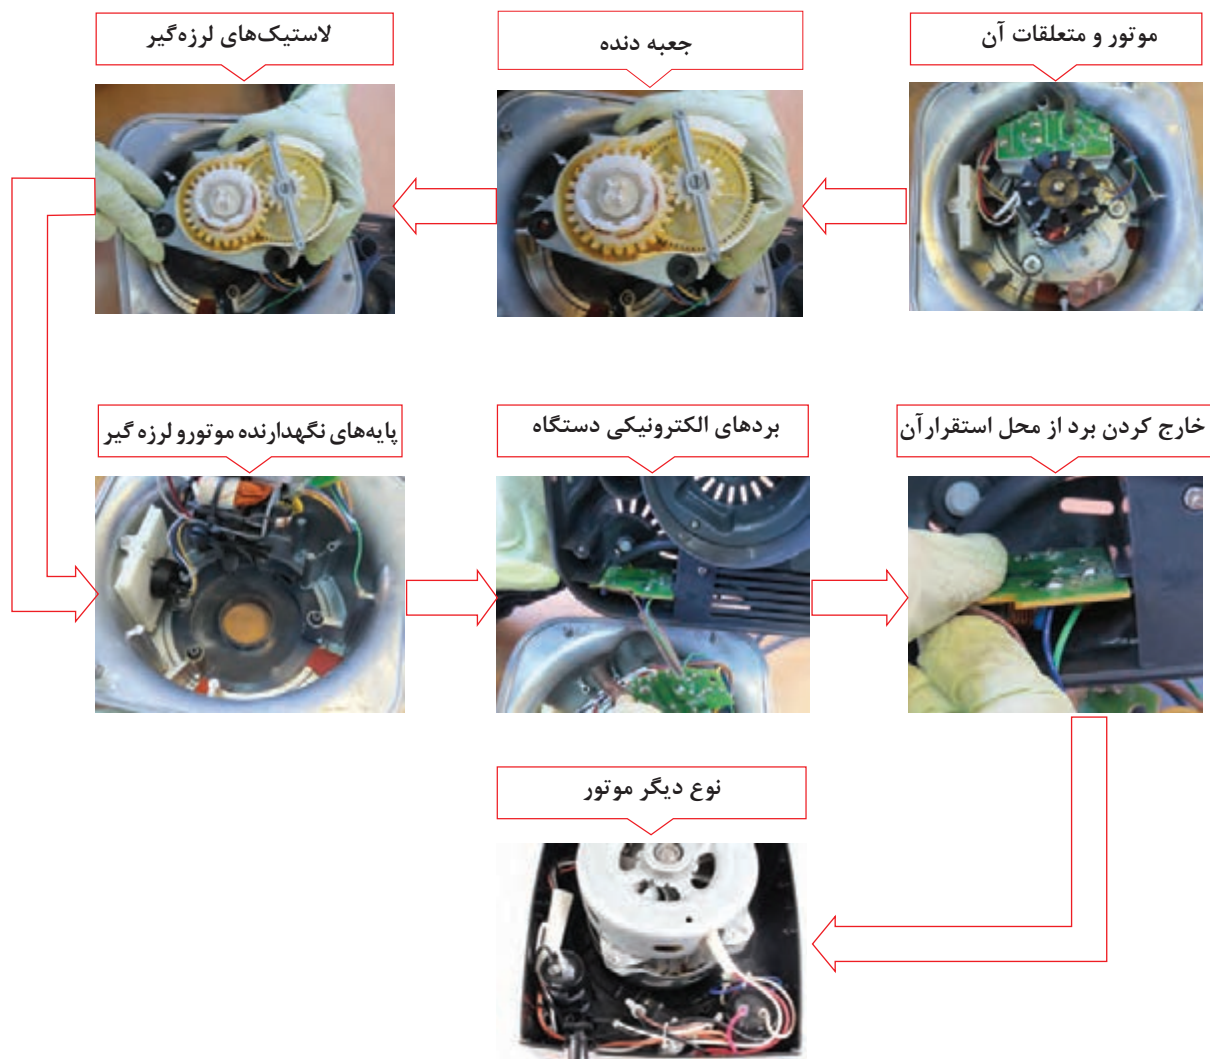 موتور و متعلقات آن
جعبه دنده
لاستیک‌های لرزه‌گیر
پایه‌های نگهدارنده موتورو لرزه گیر
بردهای الکترونیکی دستگاه
خارج کردن برد از محل استقرارآن
نوع دیگر موتور